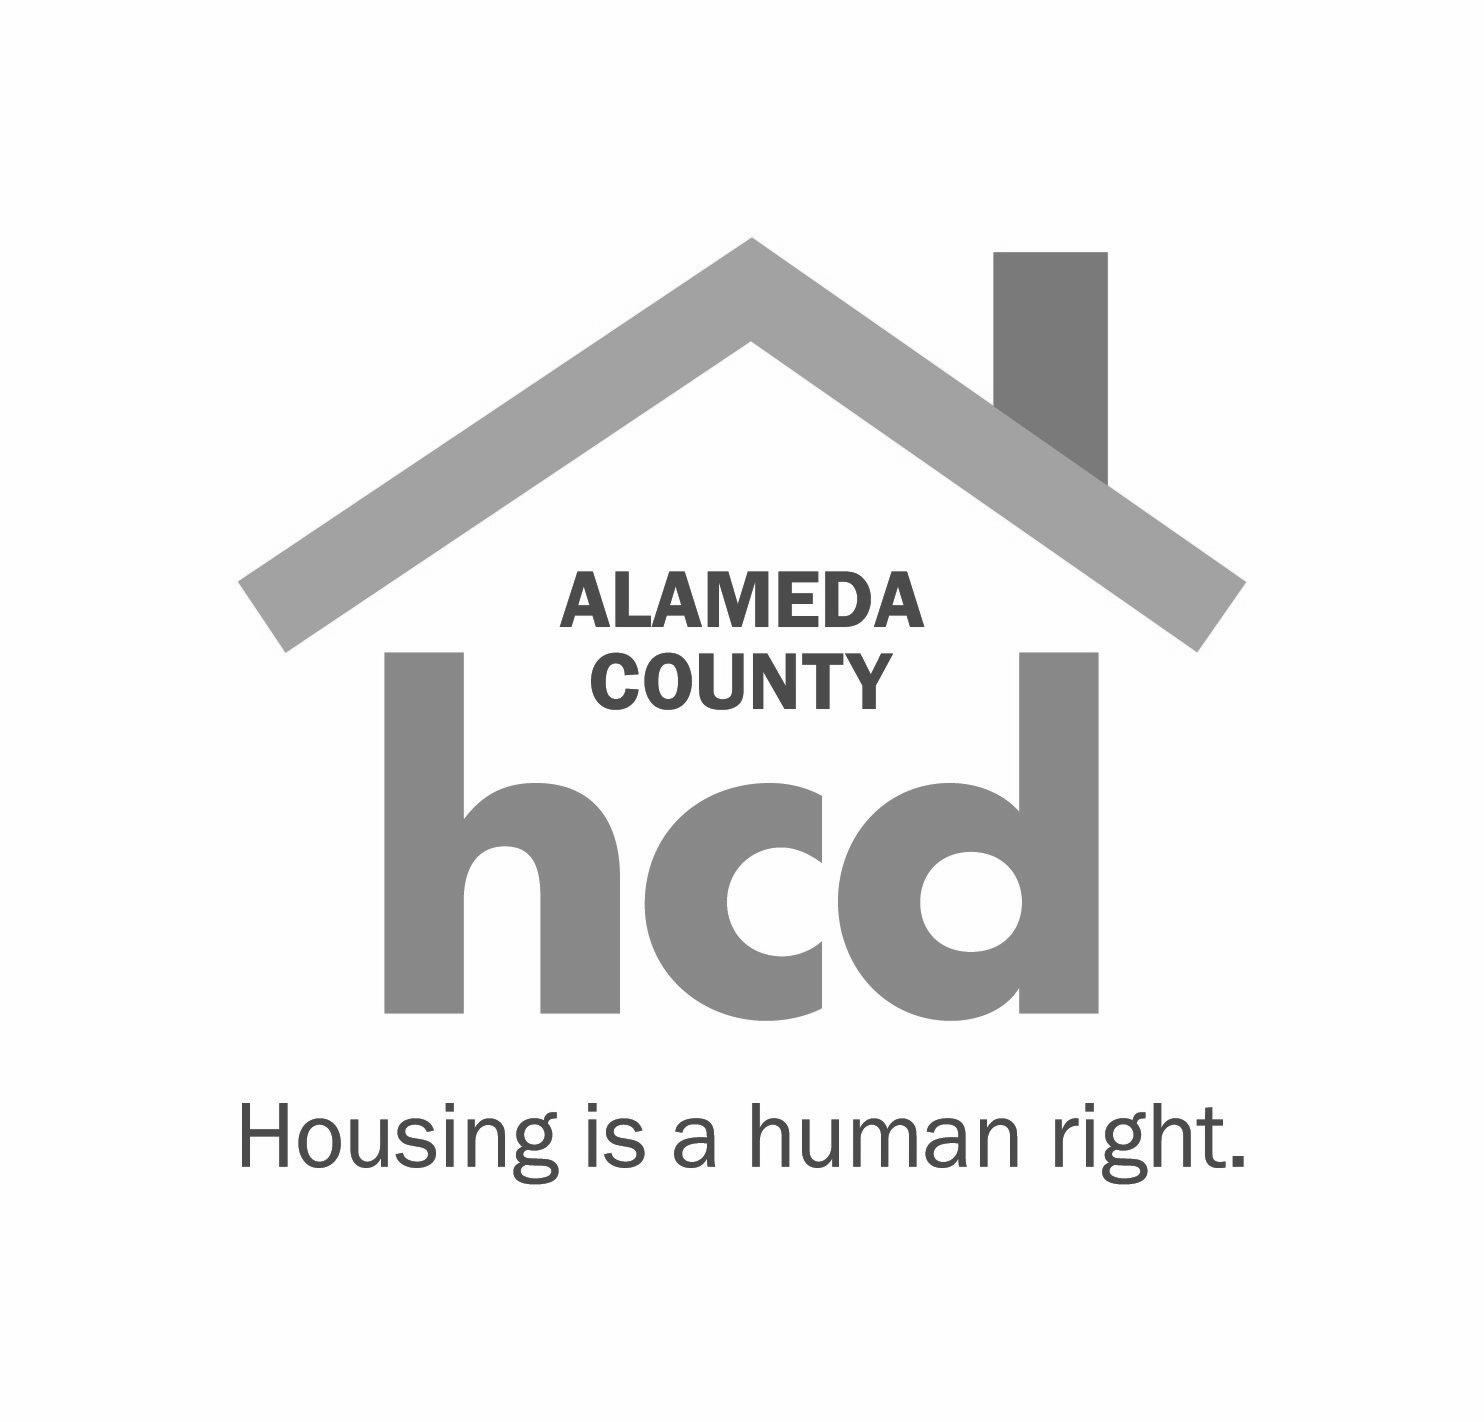 ALAMEDA
COUNTY
hcd
Housing is a human right.